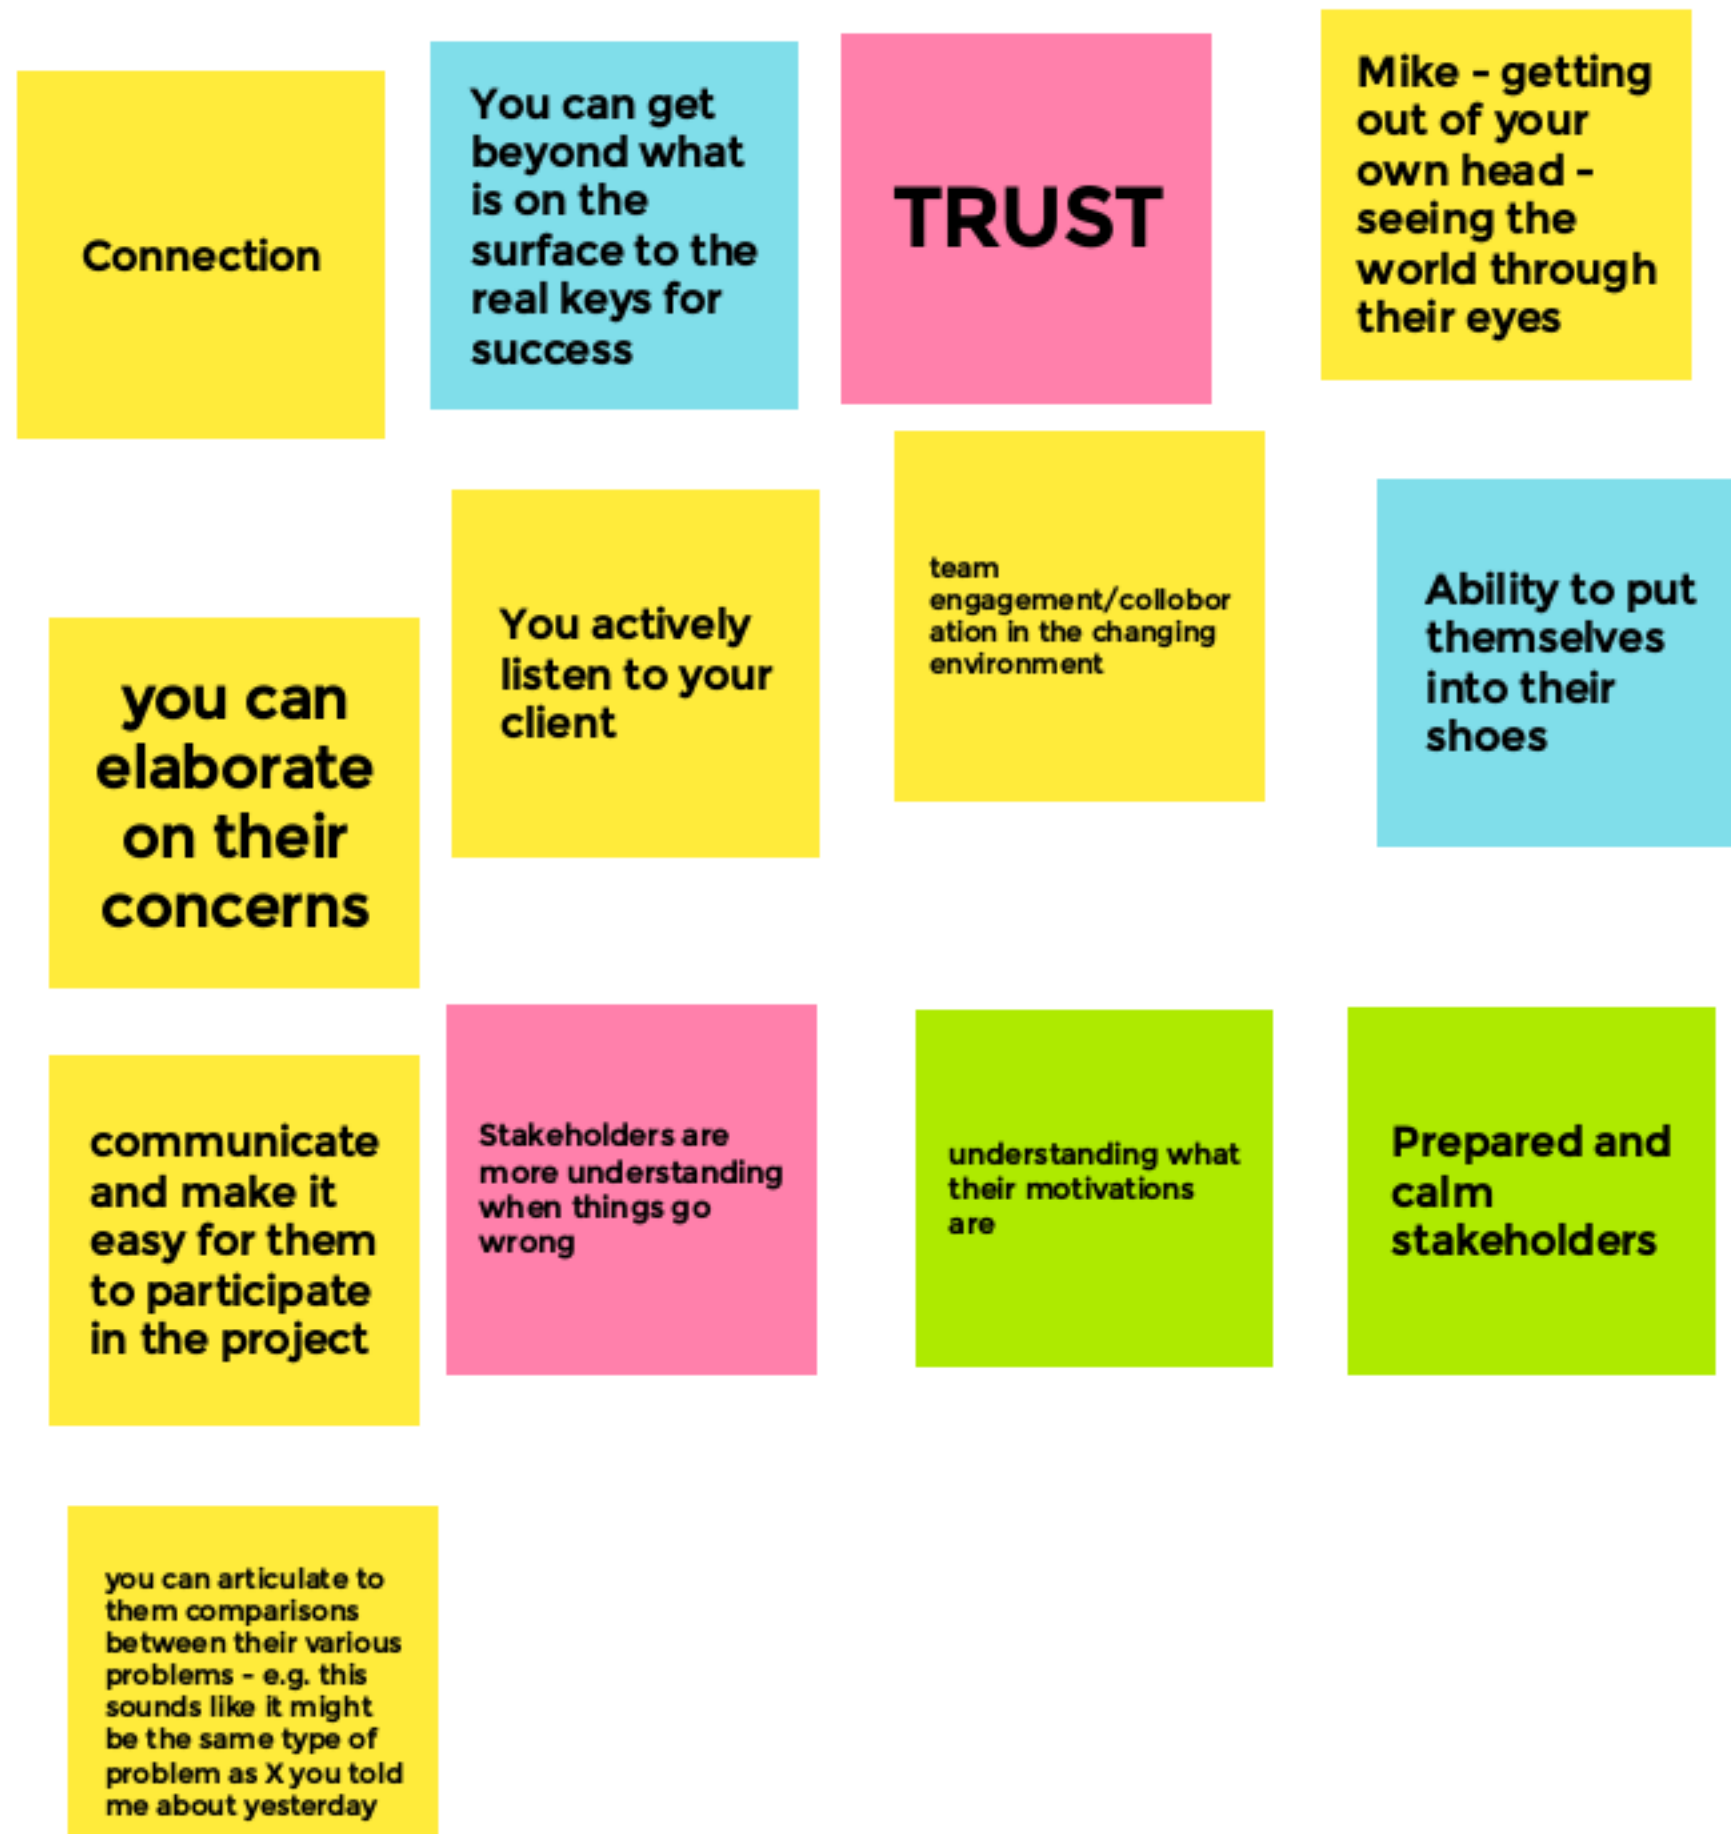 Connection
You can get
beyond what
is on the
surface to the
real keys for
success
TRUST
Mike - getting
out of your
own head -
seeing the
world through
their eyes
you can
elaborate
on their
concerns
You actively
listen to your
client
team
engagement/collobor
ation in the changing
environment
Ability to put
themselves
into their
shoes
communicate
and make it
easy for them
to participate
in the project
Stakeholders are
more understanding
when things go
wrong
understanding what
their motivations
are
Prepared and
calm
stakeholders
you can articulate to
them comparisons
between their various
problems - e.g. this
sounds like it might
be the same type of
problem as X you told
me about yesterday